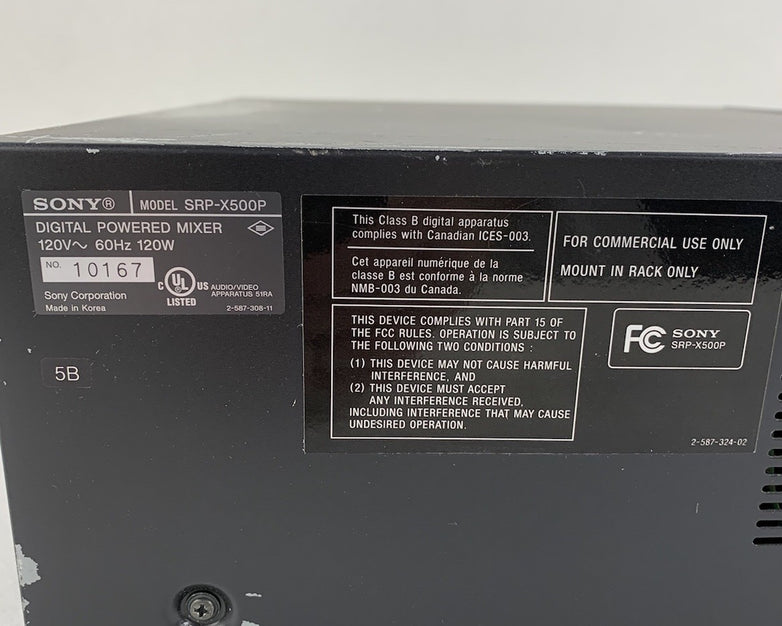 SONY® MODEL SRP-X500P
DIGITAL POWERED MIXER
120V~ 60Hz 120W
NO. 10167
C UL US AUDIO/VIDEO
APPARATUS 51RA
LISTED
Sony Corporation
Made in Korea
2-587-308-11
5B
This Class B digital apparatus
complies with Canadian ICES-003.
Cet appareil numérique de la
classe B est conforme à la norme
NMB-003 du Canada.
FOR COMMERCIAL USE ONLY
MOUNT IN RACK ONLY
THIS DEVICE COMPLIES WITH PART 15 OF
THE FCC RULES. OPERATION IS SUBJECT TO
THE FOLLOWING TWO CONDITIONS :
(1) THIS DEVICE MAY NOT CAUSE HARMFUL
INTERFERENCE, AND
(2) THIS DEVICE MUST ACCEPT
ANY INTERFERENCE RECEIVED,
INCLUDING INTERFERENCE THAT MAY CAUSE
UNDESIRED OPERATION.
FC SONY
SRP-X500P
2-587-324-02